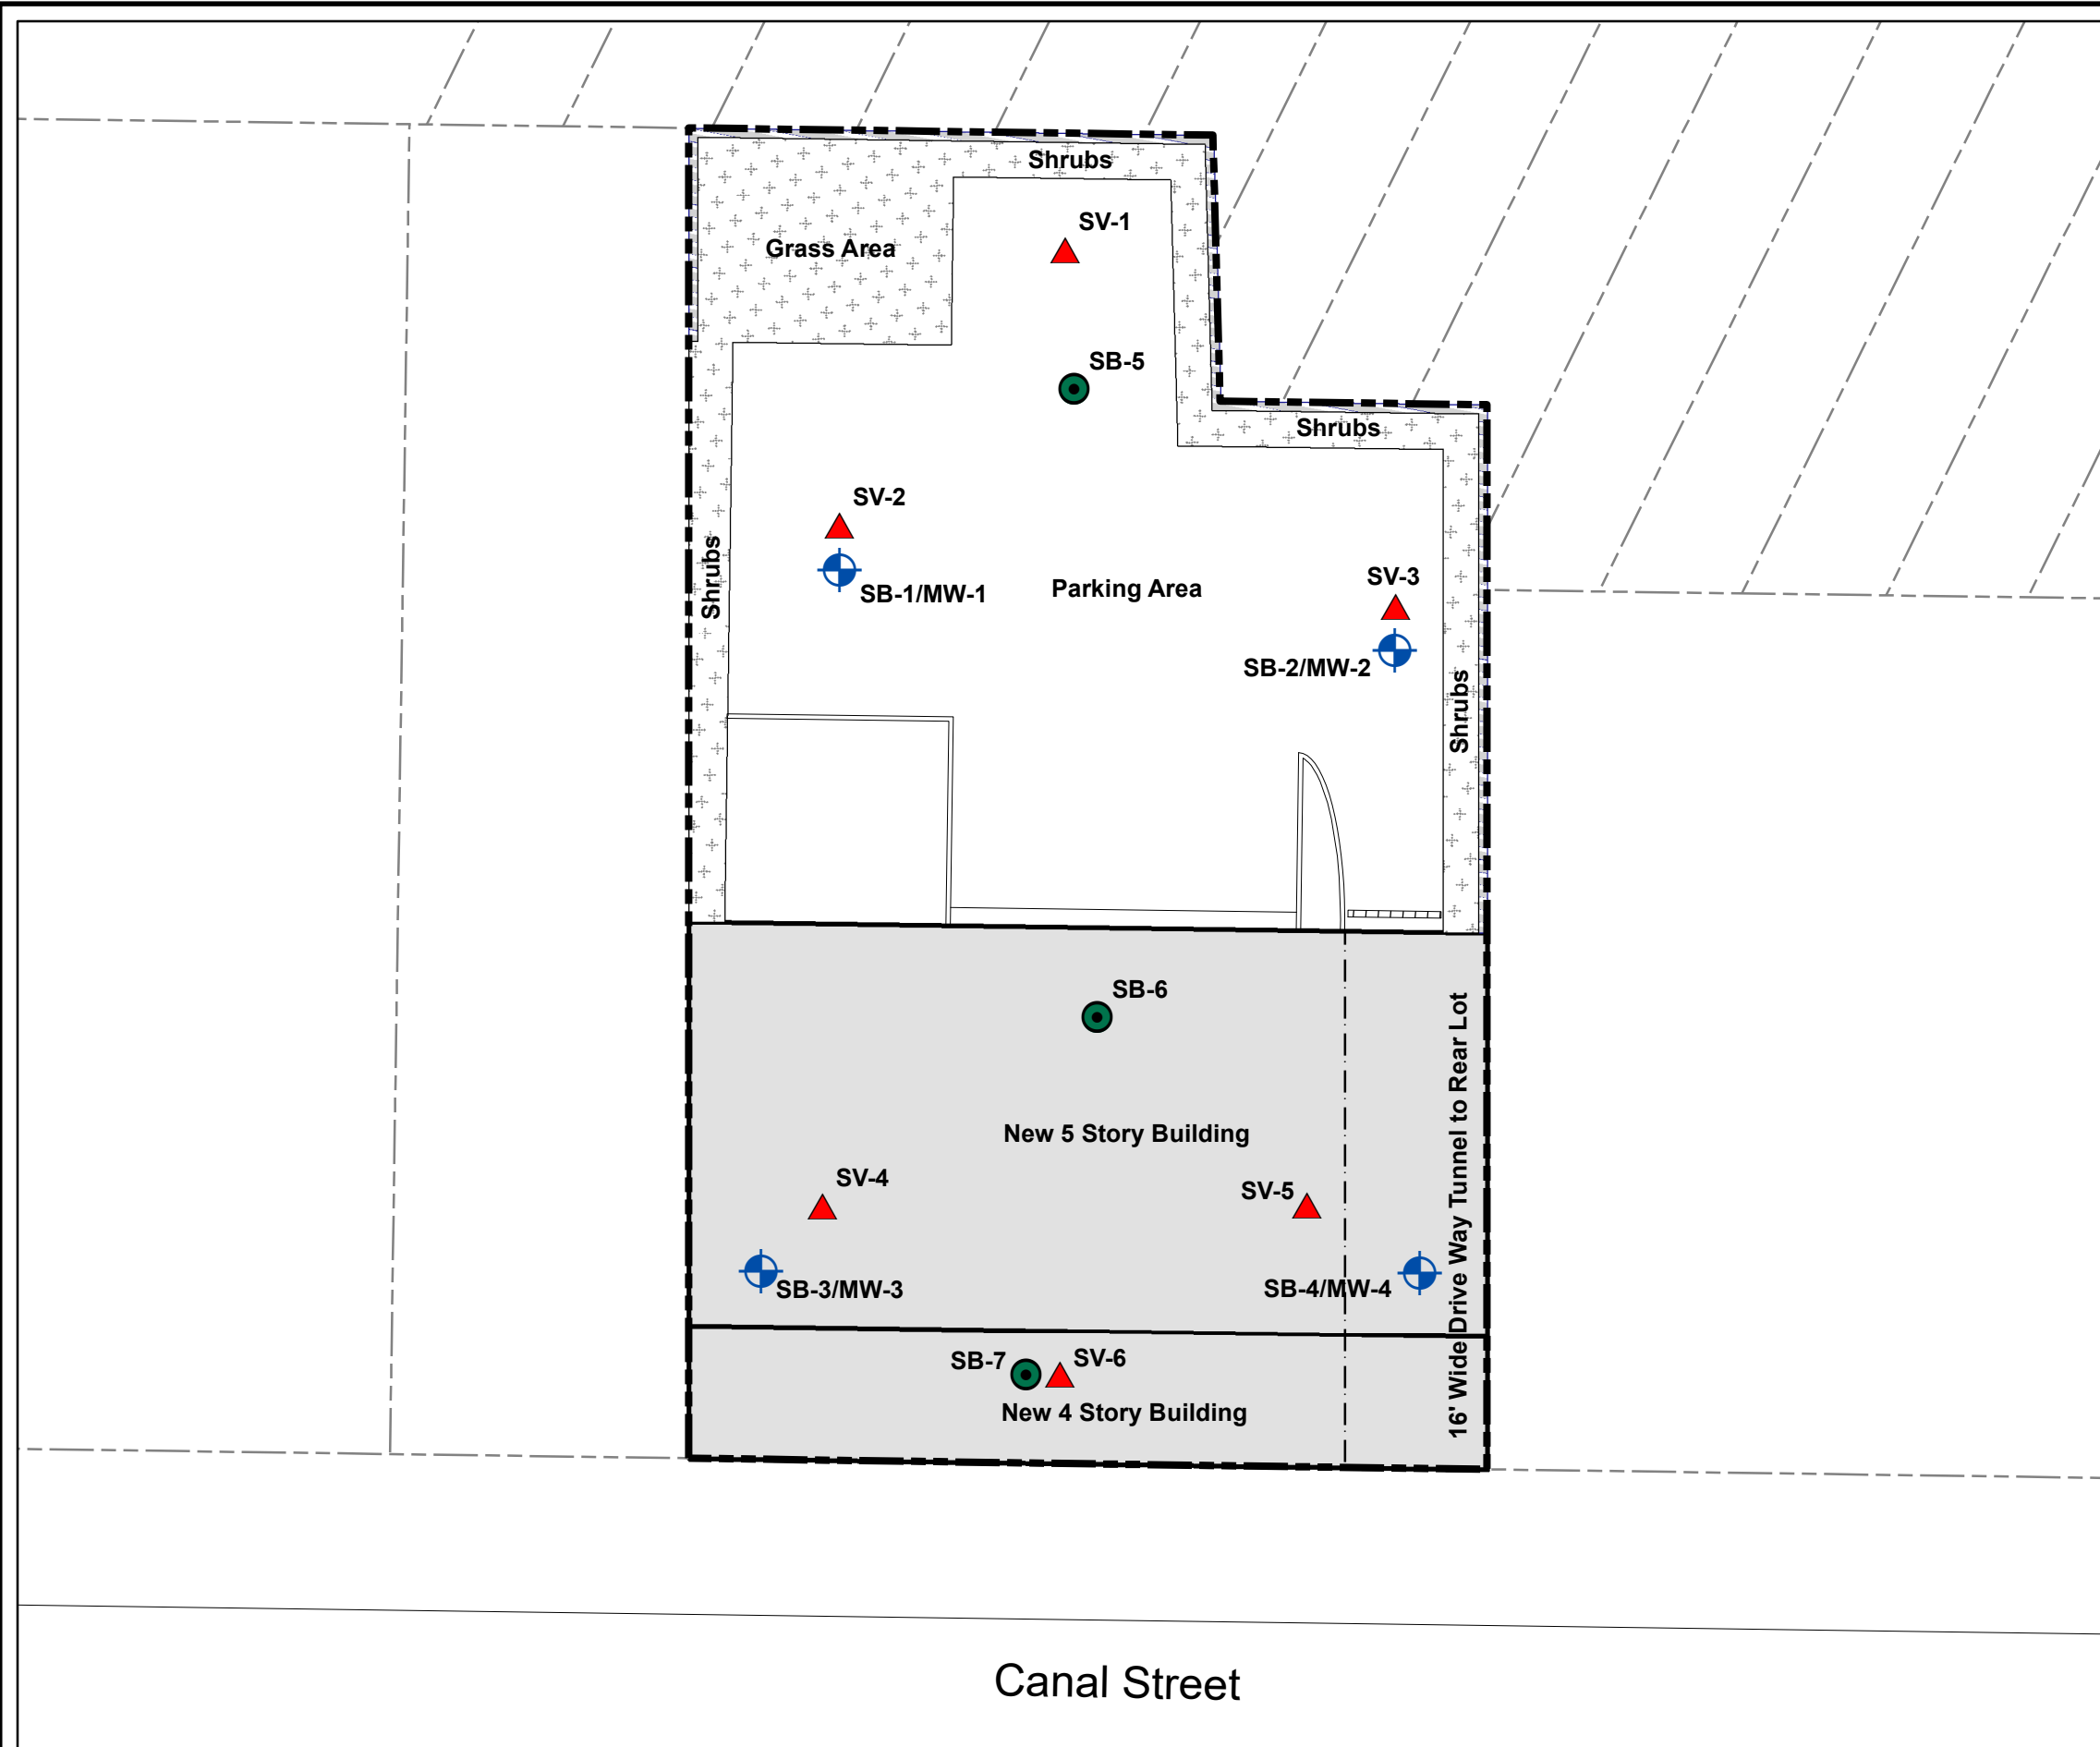 Shrubs
SV-1
Grass Area
SB-5
Shrubs
SV-2
Shrubs
SB-1/MW-1
Parking Area
SV-3
SB-2/MW-2
Shrubs
SB-6
16' Wide Drive Way Tunnel to Rear Lot
New 5 Story Building
SV-4
SV-5
SB-3/MW-3
SB-4/MW-4
SB-7
SV-6
New 4 Story Building
Canal Street